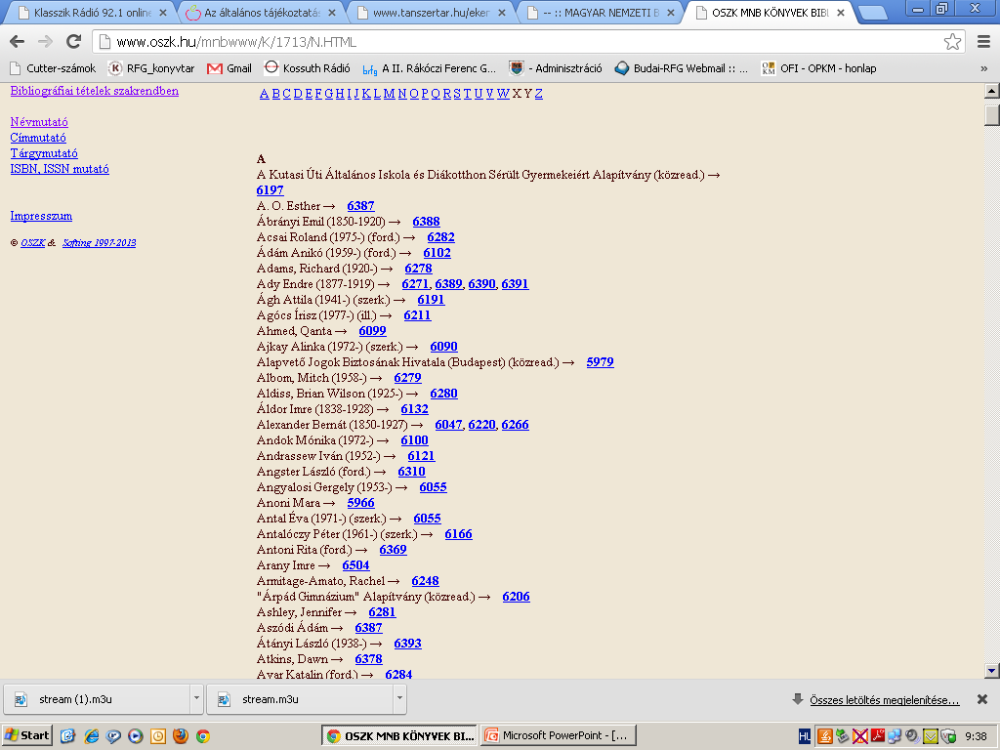 Klasszik Rádió 92.1 online
Az általános tájékoztatá
www.tanszertar.hu/eker
-- :: MAGYAR NEMZETI B
OSZK MNB KÖNYVEK BIBL
www.oszk.hu/mnbwww/K/1713/N.HTML
Cutter-számok
RFG_konyvtar
Gmail
Kossuth Rádió
A II. Rákóczi Ferenc G...
- Adminisztráció
Budai-RFG Webmail :: ...
OFI - OPKM - honlap
»
Bibliográfiai tételek szakrendben
Névmutató
Címmutató
Tárgymutató
ISBN, ISSN mutató
Impresszum
© OSZK & Softing 1997-2013
A B C D E F G H I J K L M N O P Q R S T U V W X Y Z
A
A Kutasi Úti Általános Iskola és Diákotthon Sérült Gyermekeiért Alapítvány (közread.) →
6197
A. O. Esther → 6387
Ábrányi Emil (1850-1920) → 6388
Acsai Roland (1975-) (ford.) → 6282
Ádám Anikó (1959-) (ford.) → 6102
Adams, Richard (1920-) → 6278
Ady Endre (1877-1919) → 6271, 6389, 6390, 6391
Ágh Attila (1941-) (szerk.) → 6191
Agócs Írisz (1977-) (ill.) → 6211
Ahmed, Qanta → 6099
Ajkay Alinka (1972-) (szerk.) → 6090
Alapvető Jogok Biztosának Hivatala (Budapest) (közread.) → 5979
Albom, Mitch (1958-) → 6279
Aldiss, Brian Wilson (1925-) → 6280
Áldor Imre (1838-1928) → 6132
Alexander Bernát (1850-1927) → 6047, 6220, 6266
Andok Mónika (1972-) → 6100
Andrassew Iván (1952-) → 6121
Angster László (ford.) → 6310
Angyalosi Gergely (1953-) → 6055
Anoni Mara → 5966
Antal Éva (1971-) (szerk.) → 6055
Antalóczy Péter (1961-) (szerk.) → 6166
Antoni Rita (ford.) → 6369
Arany Imre → 6504
Armitage-Amato, Rachel → 6248
"Árpád Gimnázium" Alapítvány (közread.) → 6206
Ashley, Jennifer → 6281
Aszódi Ádám → 6387
Átányi László (1938-) → 6393
Atkins, Dawn → 6378
Avar Katalin (ford.) → 6284
stream (1).m3u
stream.m3u
Összes letöltés megjelenítése...
Start
OSZK MNB KÖNYVEK BI...
Microsoft PowerPoint - [...
HU
9:38